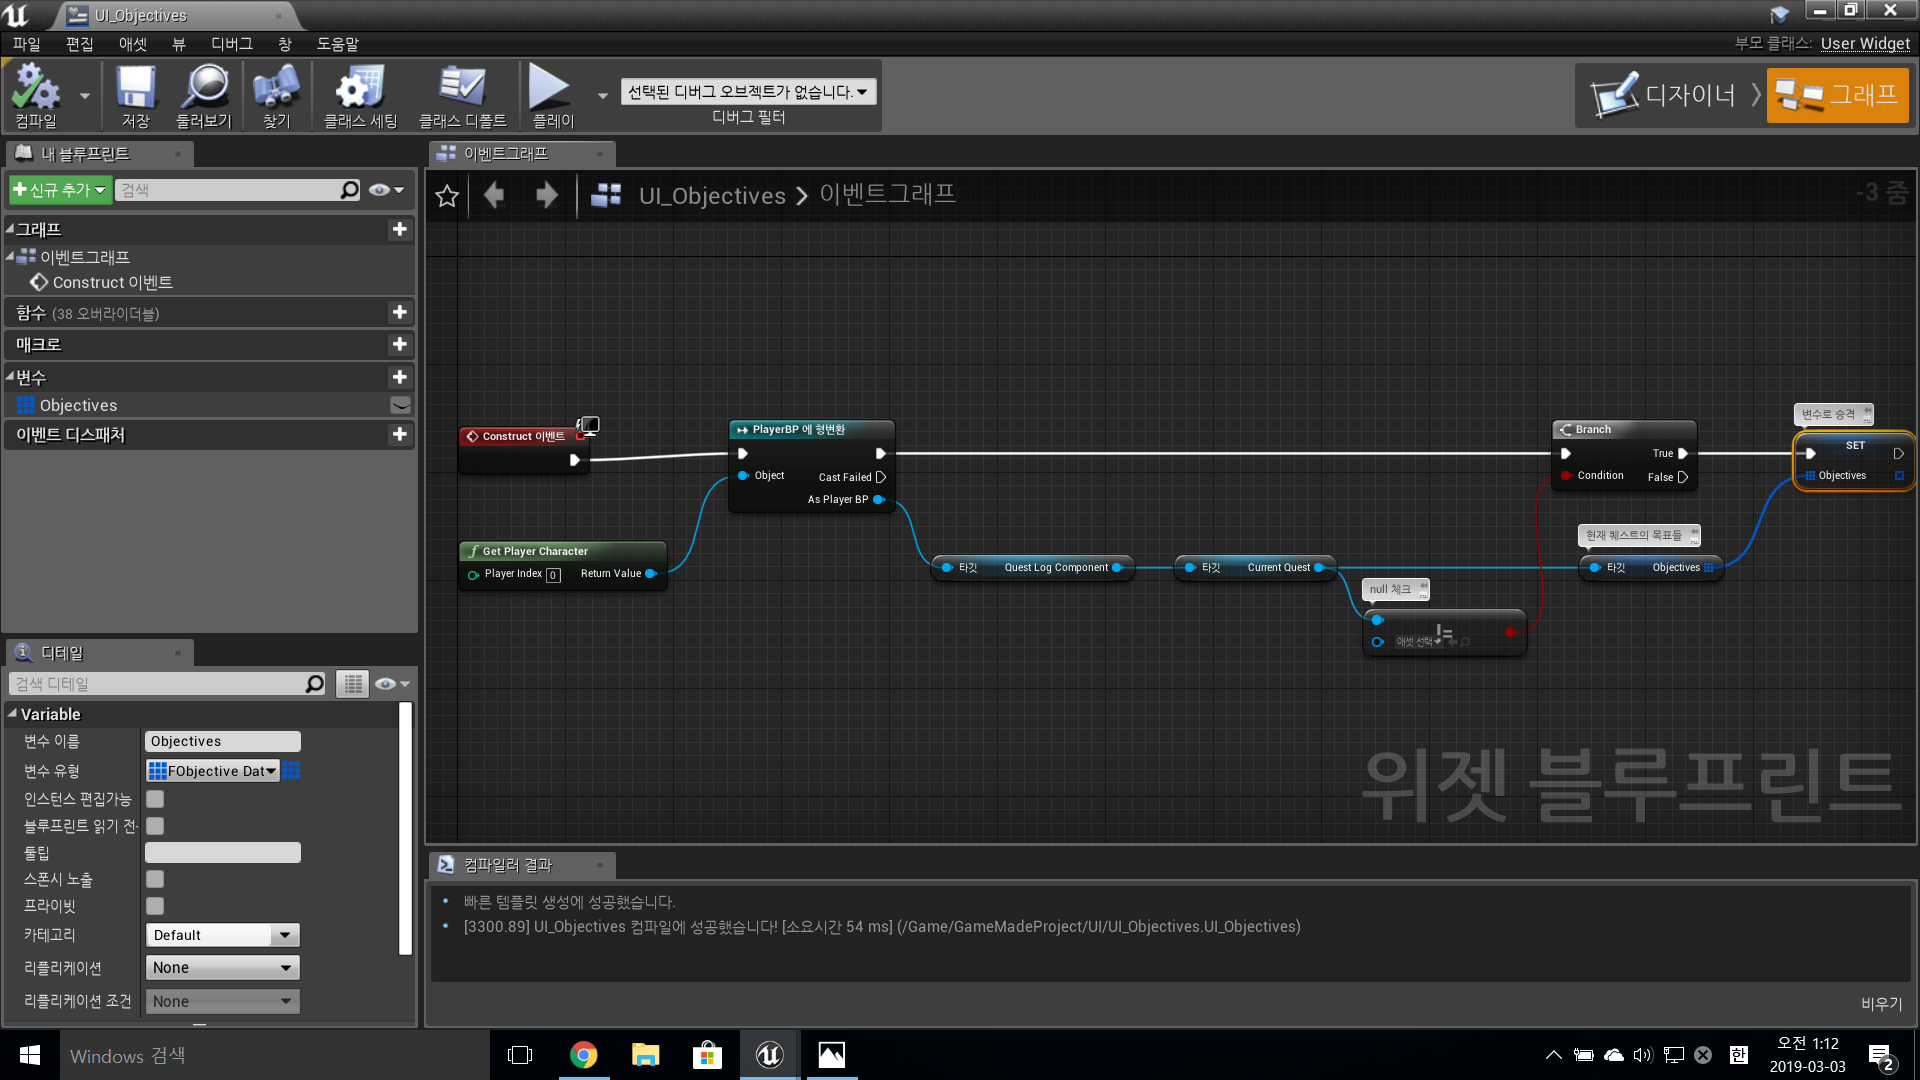 UI_Objectives
파일 편집 애셋 뷰 디버그 창 도움말
부모 클래스: User Widget
컴파일 저장 둘러보기 찾기 클래스 세팅 클래스 디폴트 플레이
선택된 디버그 오브젝트가 없습니다.
디버그 필터
디자이너 그래프
내 블루프린트
신규 추가 검색
그래프
이벤트그래프
Construct 이벤트
함수 (38 오버라이더블)
매크로
변수
Objectives
이벤트 디스패처
디테일
검색 디테일
Variable
변수 이름 Objectives
변수 유형 FObjective Dat
인스턴스 편집가능
블루프린트 읽기 전
툴팁
스폰시 노출
프라이빗
카테고리 Default
리플리케이션 None
리플리케이션 조건 None
이벤트그래프
UI_Objectives > 이벤트그래프
-3 줌
Construct 이벤트
PlayerBP 에 형변환
Object
Cast Failed
As Player BP
Get Player Character
Player Index 0 Return Value
타깃 Quest Log Component
타깃 Current Quest
null 체크
애셋 선택
!=
Branch
True
Condition False
변수로 승격
SET
Objectives
현재 퀘스트의 목표들
타깃 Objectives
위젯 블루프린트
컴파일러 결과
빠른 템플릿 생성에 성공했습니다.
[3300.89] UI_Objectives 컴파일에 성공했습니다! [소요시간 54 ms] (/Game/GameMadeProject/UI/UI_Objectives.UI_Objectives)
비우기
Windows 검색
한
오전 1:12
2019-03-03
2